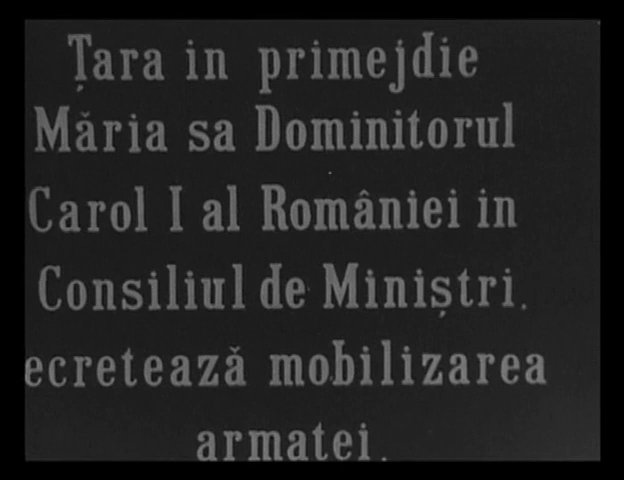 Țara in primejdie
Măria sa Dominitorul
Carol I al României in
Consiliul de Miniștri.
ecretează mobilizarea
armatei.